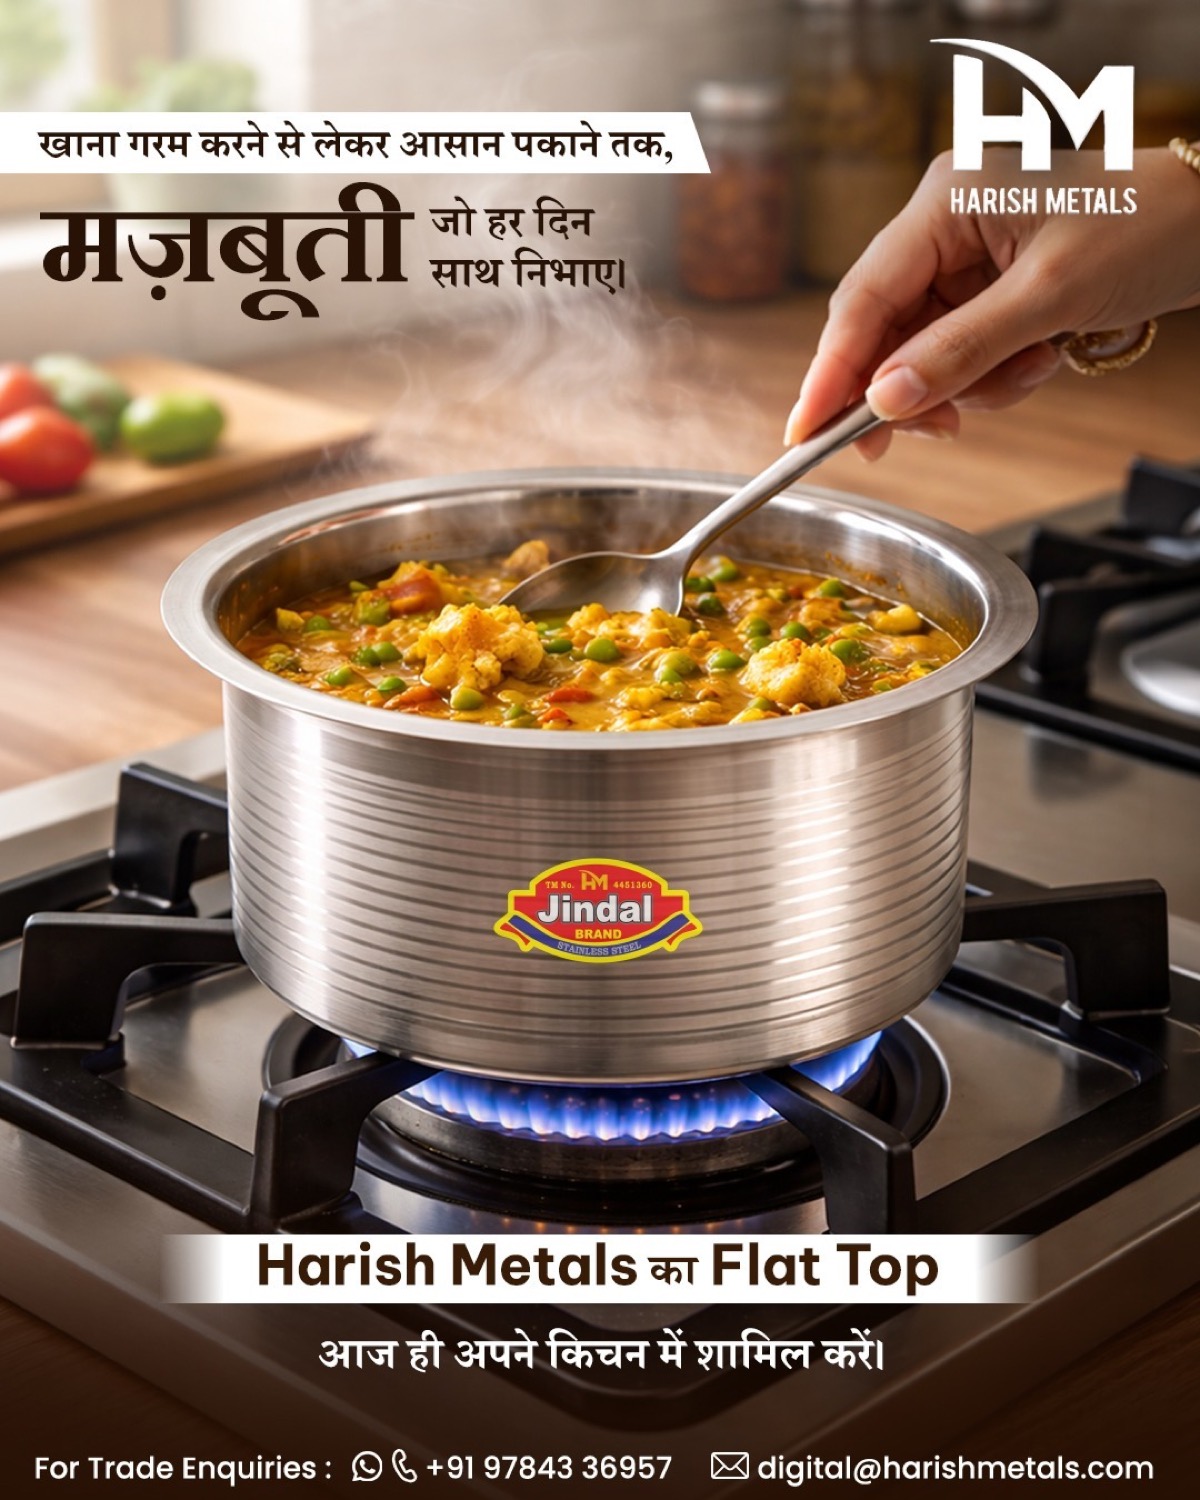 HM
HARISH METALS
खाना गरम करने से लेकर आसान पकाने तक,
मज़बूती
जो हर दिन
साथ निभाए।
TM No. HM 4451360
Jindal
BRAND
STAINLESS STEEL
Harish Metals का Flat Top
आज ही अपने किचन में शामिल करें।
For Trade Enquiries : +91 97843 36957 digital@harishmetals.com